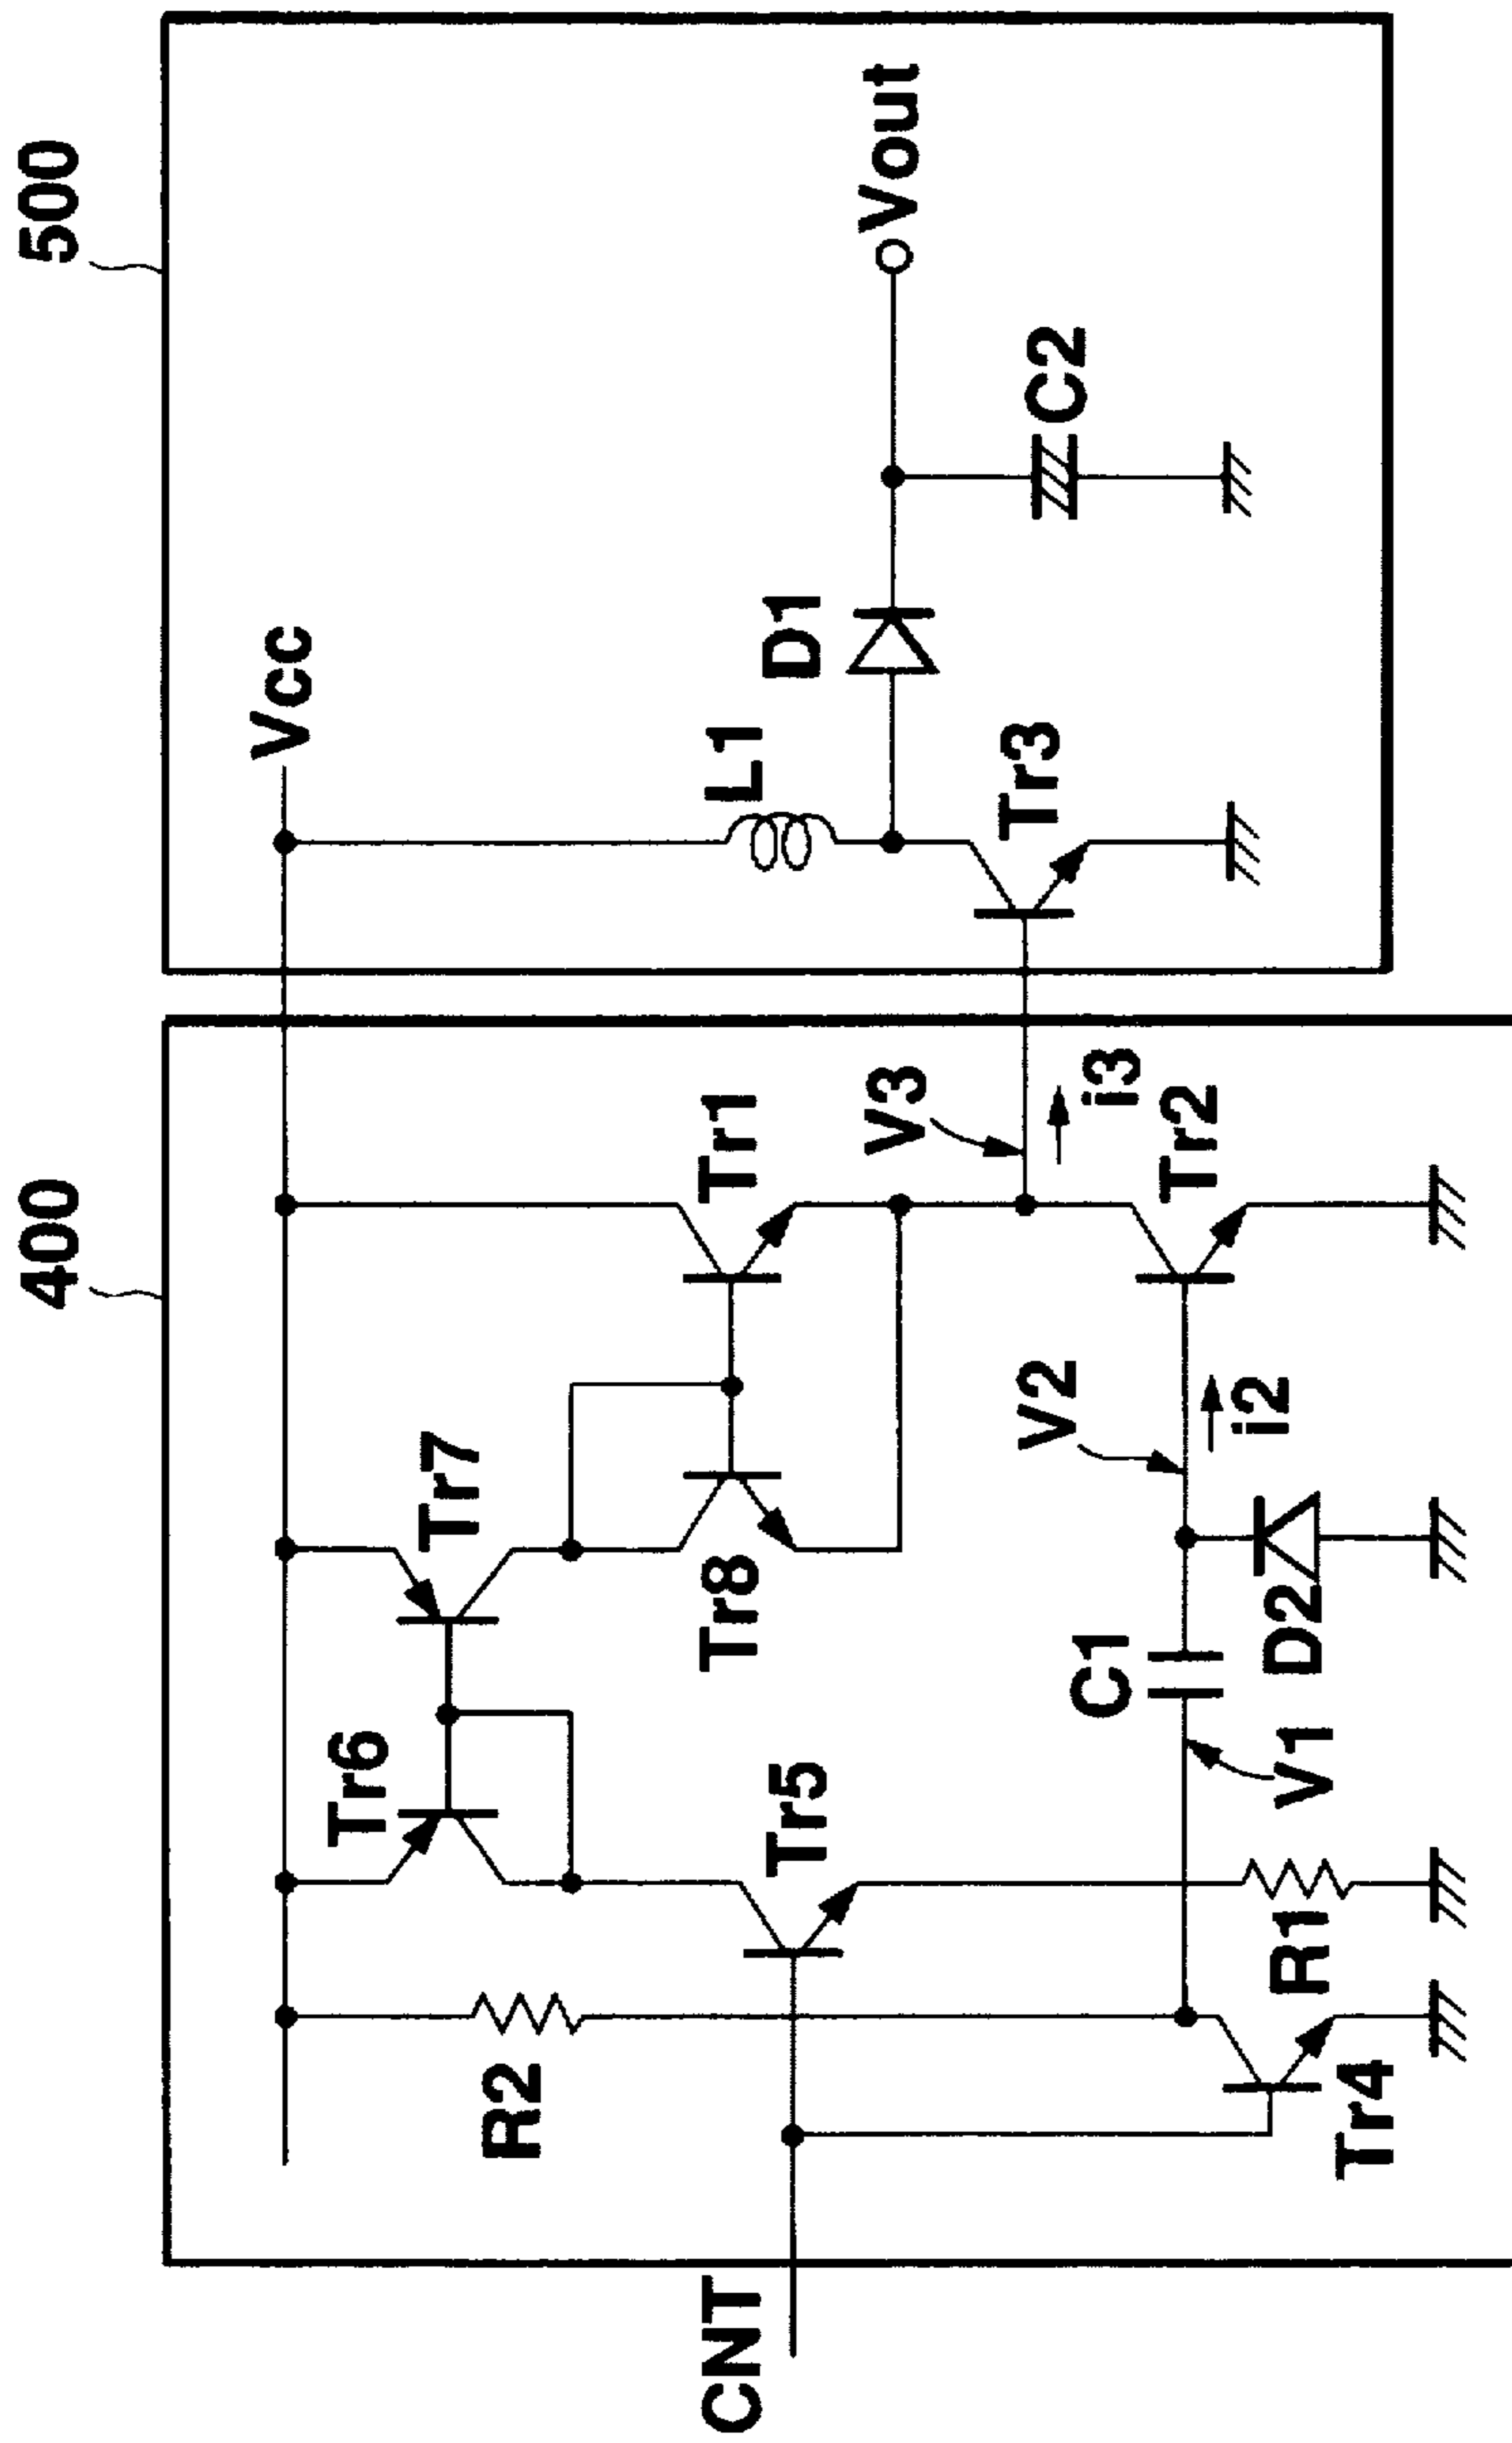 400
500
Vcc
Tr7
Tr6
Tr1
L1
D1
Vout
R2
Tr8
Tr5
V3
i3
Tr3
C2
CNT
C1
V2
i2
Tr2
V1
D2
R1
Tr4